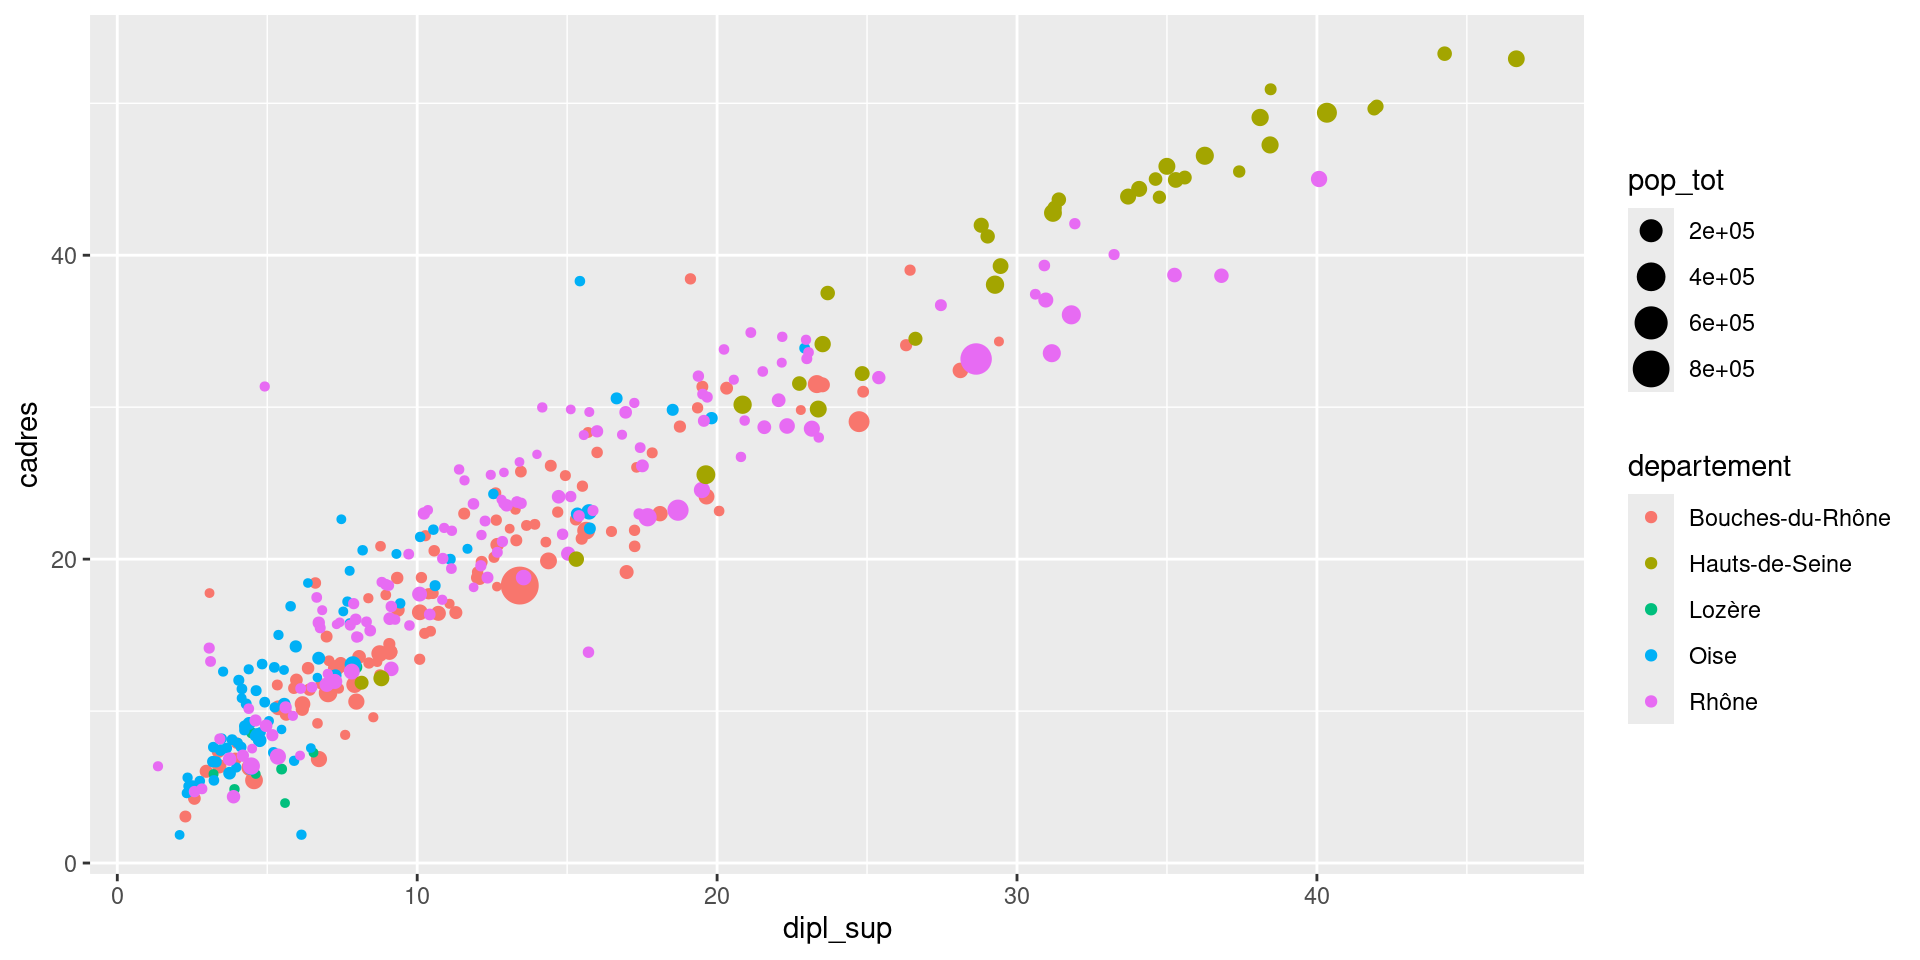 cadres
40
20
0
0 10 20 30 40
dipl_sup
pop_tot
2e+05
4e+05
6e+05
8e+05
departement
Bouches-du-Rhône
Hauts-de-Seine
Lozère
Oise
Rhône